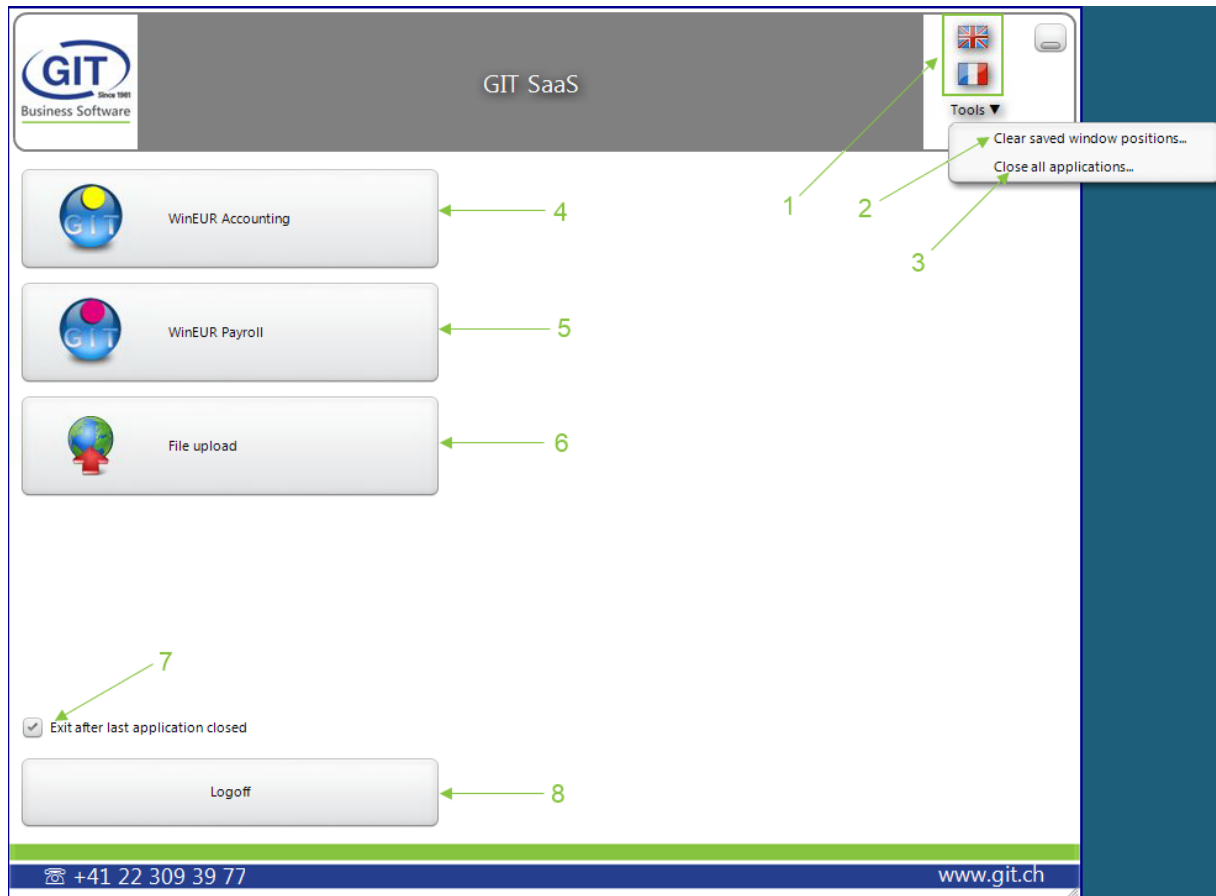 GIT
Since 1981
Business Software
GIT SaaS
Tools ▼
Clear saved window positions...
Close all applications...
1
2
3
GIT
WinEUR Accounting
4
GIT
WinEUR Payroll
5
File upload
6
7
Exit after last application closed
Logoff
8
☏ +41 22 309 39 77
www.git.ch